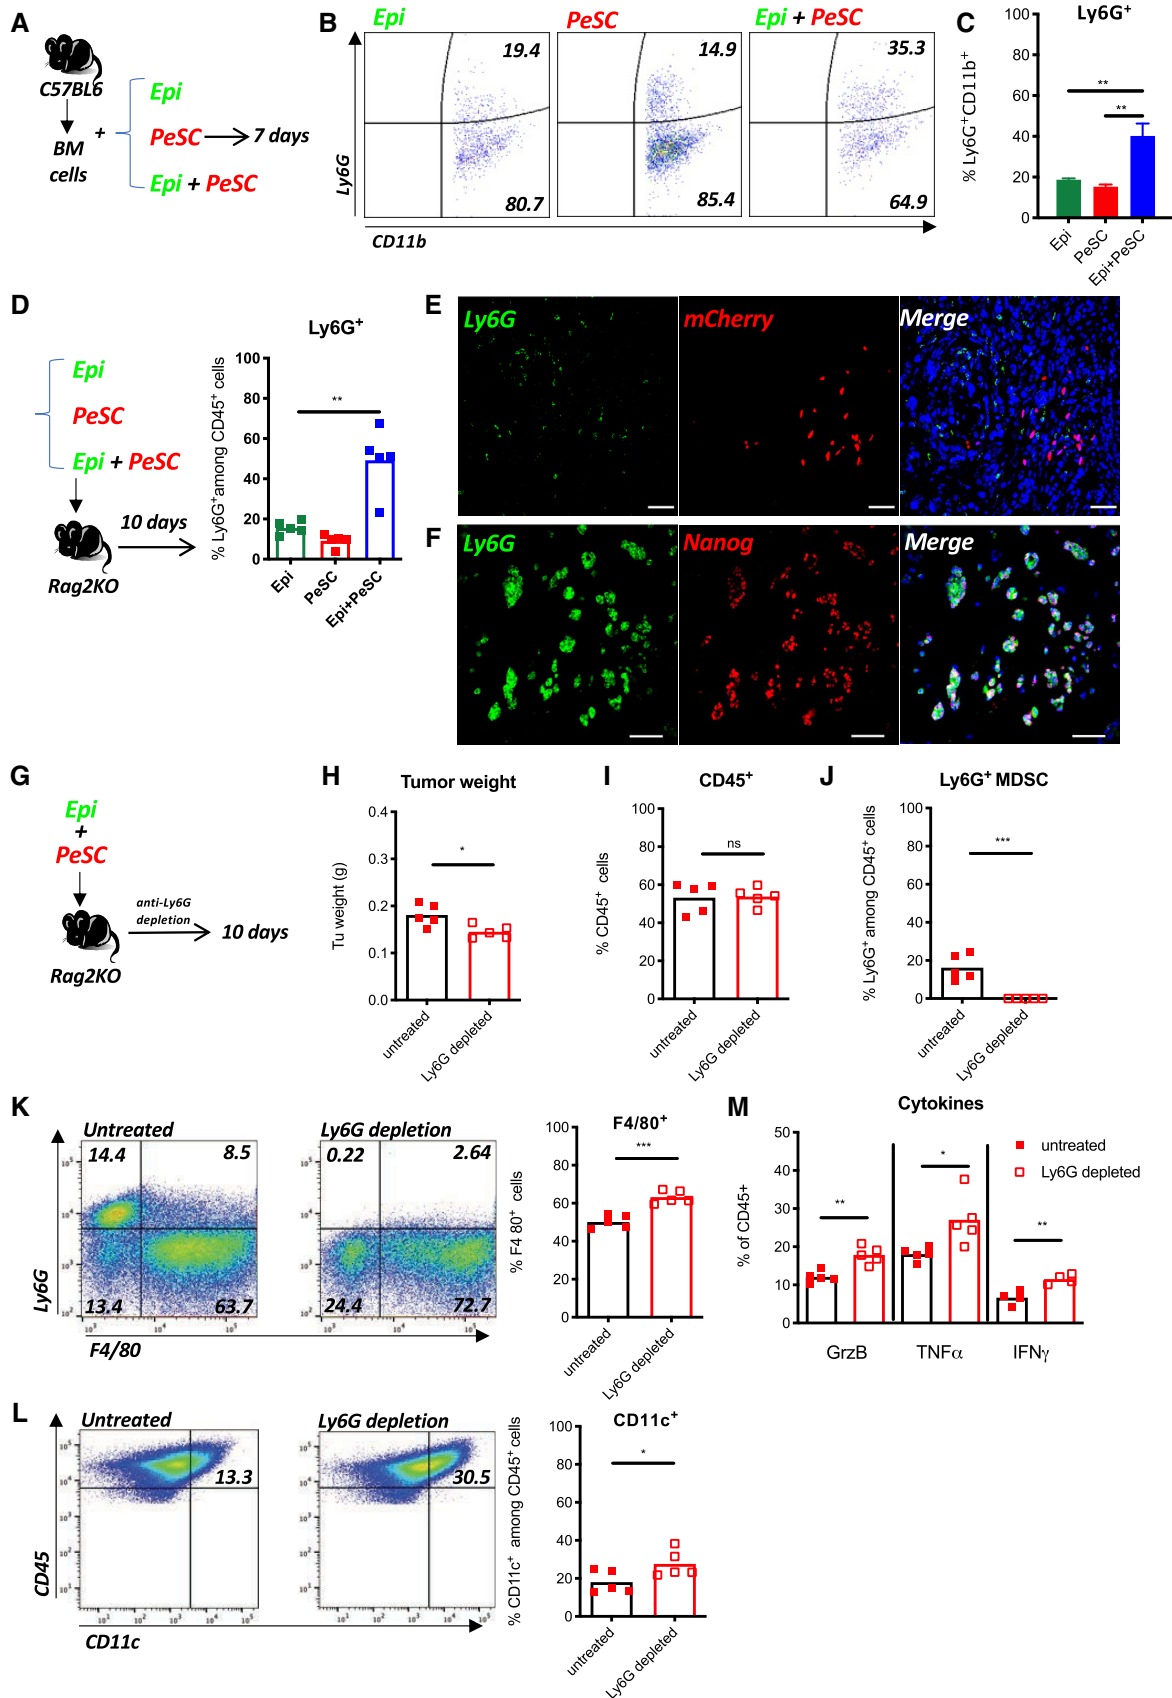 A
C57BL6
BM
cells
+
Epi
PeSC
Epi + PeSC
7 days
B
Epi
PeSC
Epi + PeSC
19.4
14.9
35.3
80.7
85.4
64.9
Ly6G
CD11b
C
Ly6G+
% Ly6G+CD11b+
100
80
60
40
20
0
**
**
Epi
PeSC
Epi+PeSC
D
Epi
PeSC
Epi + PeSC
Rag2KO
10 days
Ly6G+
% Ly6G+among CD45+ cells
100
80
60
40
20
0
**
Epi
PeSC
Epi+PeSC
E
Ly6G
mCherry
Merge
F
Ly6G
Nanog
Merge
G
Epi
+
PeSC
Rag2KO
anti-Ly6G
depletion
10 days
H
Tumor weight
Tu weight (g)
0.4
0.3
0.2
0.1
0.0
*
untreated
Ly6G depleted
I
CD45+
% CD45+ cells
100
80
60
40
20
0
ns
untreated
Ly6G depleted
J
Ly6G+ MDSC
% Ly6G+ among CD45+ cells
100
80
60
40
20
0
***
untreated
Ly6G depleted
K
Untreated
14.4
8.5
13.4
63.7
Ly6G depletion
0.22
2.64
24.4
72.7
Ly6G
F4/80
F4/80+
% F4 80+ cells
100
80
60
40
20
0
***
untreated
Ly6G depleted
M
Cytokines
% of CD45+
50
40
30
20
10
0
**
*
**
untreated
Ly6G depleted
GrzB
TNFα
IFNγ
L
Untreated
13.3
Ly6G depletion
30.5
CD45
CD11c
CD11c+
% CD11c+ among CD45+ cells
100
80
60
40
20
0
*
untreated
Ly6G depleted